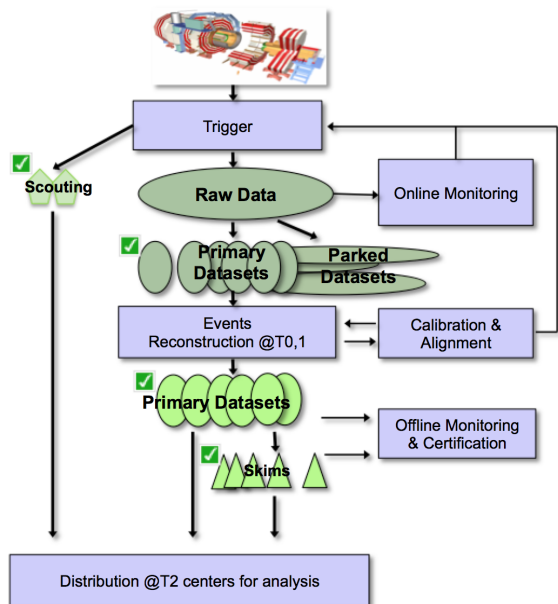 Trigger
Scouting
Raw Data
Online Monitoring
Primary
Datasets
Parked
Datasets
Events
Reconstruction @T0,1
Calibration &
Alignment
Primary Datasets
Offline Monitoring
& Certification
Skims
Distribution @T2 centers for analysis